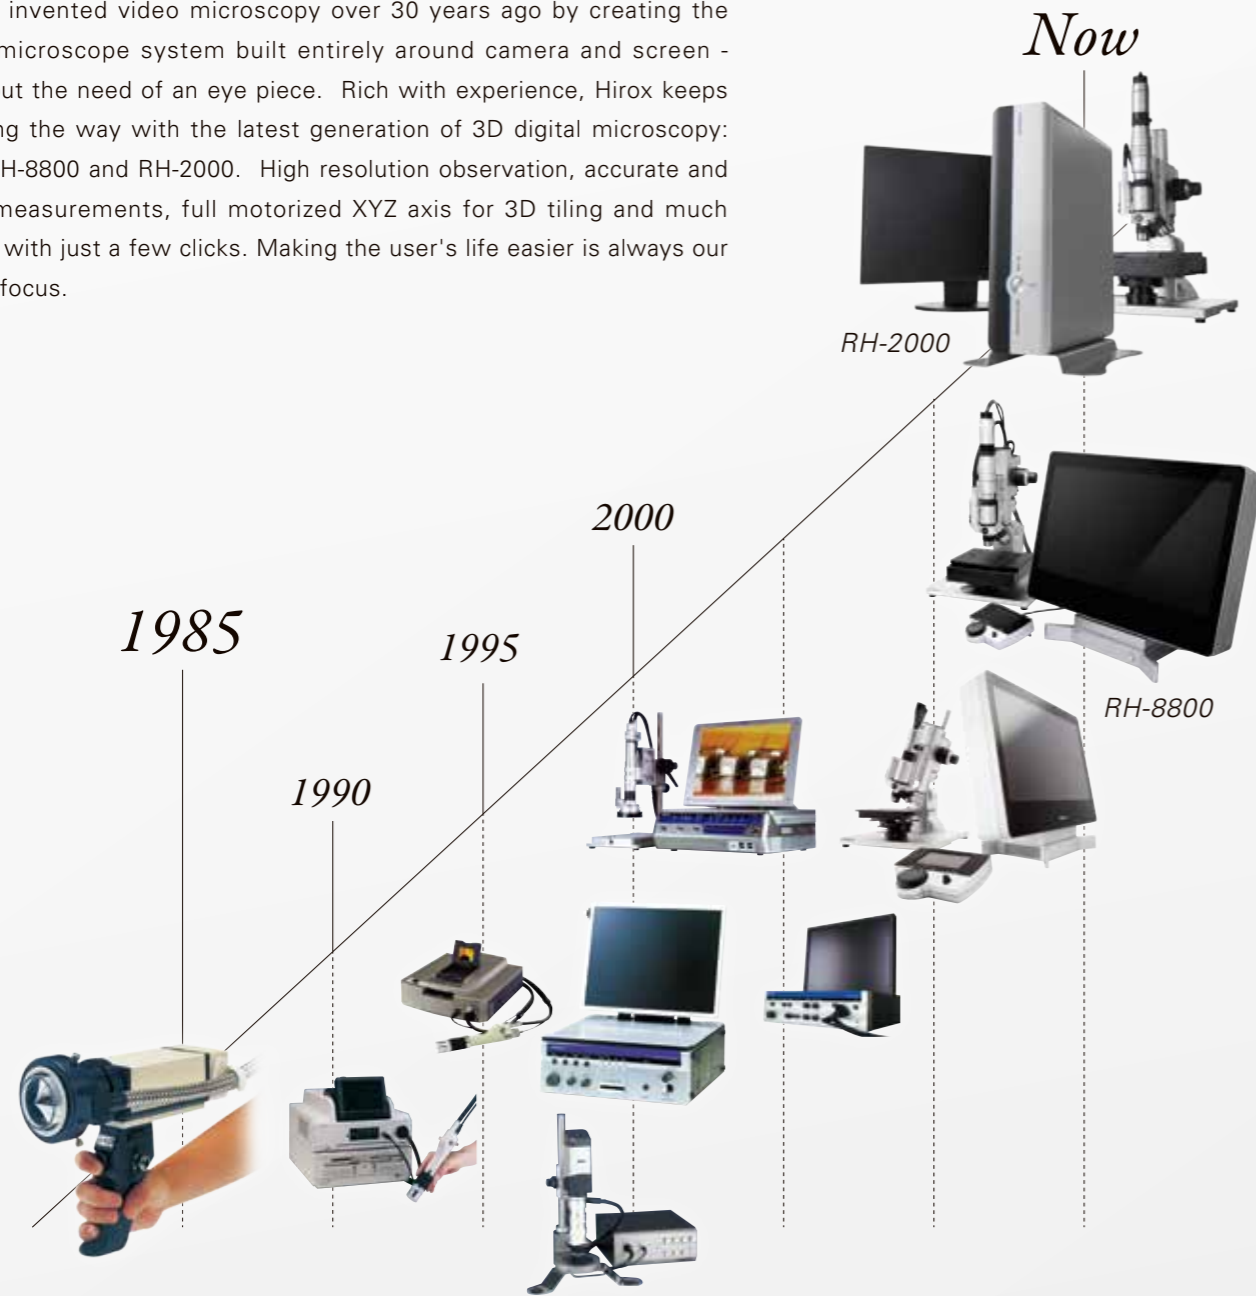 invented video microscopy over 30 years ago by creating the
microscope system built entirely around camera and screen -
ut the need of an eye piece. Rich with experience, Hirox keeps
ng the way with the latest generation of 3D digital microscopy:
H-8800 and RH-2000. High resolution observation, accurate and
measurements, full motorized XYZ axis for 3D tiling and much
with just a few clicks. Making the user's life easier is always our
focus.
Now
RH-2000
2000
1985
1995
RH-8800
1990